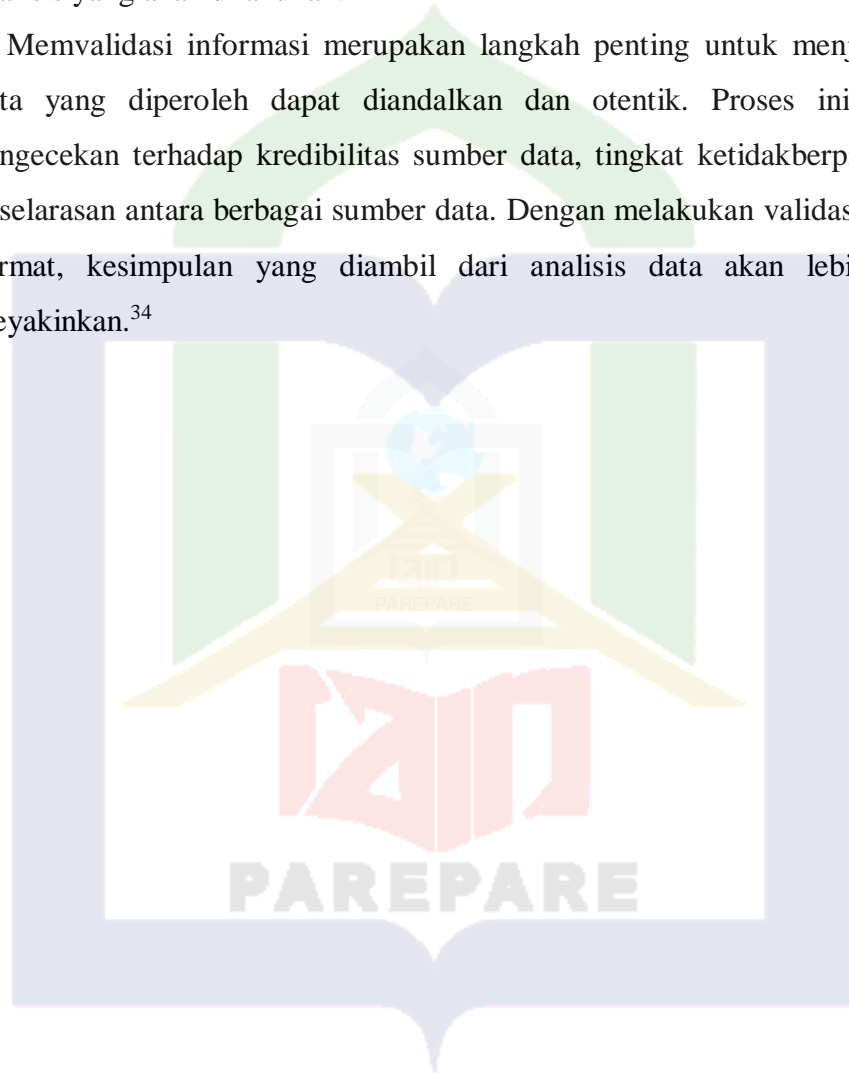 Memvalidasi informasi merupakan langkah penting untuk menj
ta yang diperoleh dapat diandalkan dan otentik. Proses ini
ngecekan terhadap kredibilitas sumber data, tingkat ketidakberp
selarasan antara berbagai sumber data. Dengan melakukan validas
rmat, kesimpulan yang diambil dari analisis data akan lebi
eyakinkan.34
PAREPARE
PAREPARE